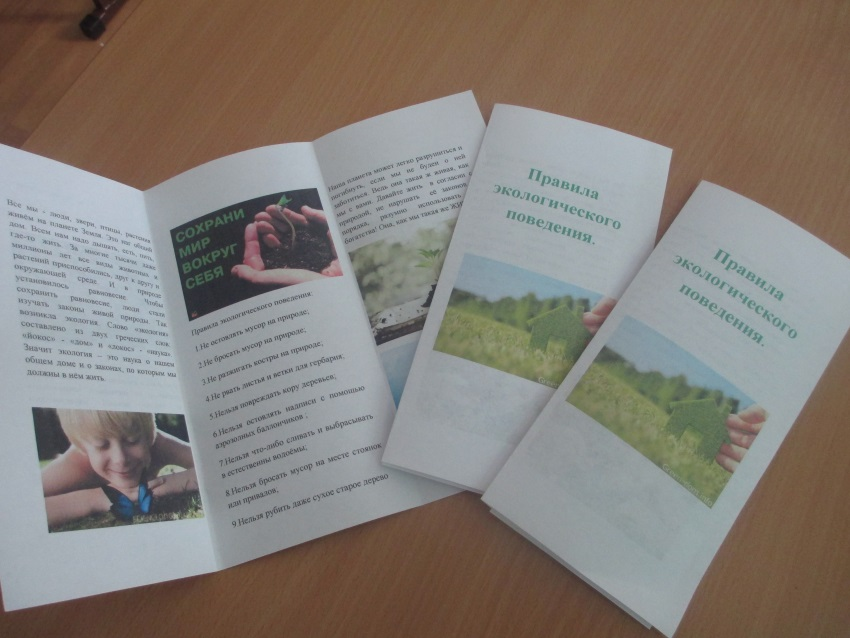 Все мы - люди, звери, птицы, растения
живём на планете Земля. Это мы общий
дом. Всем нам надо дышать, есть, пить,
где-то жить. За многие тысячи даже
миллионы лет все виды животных и
растений приспособились друг к другу и
окружающей среде. И в природе
установилось равновесие. Чтобы
сохранить равновесие, люди стали
изучать законы живой природы. Так
возникла экология. Слово «экология»
составлено из двух греческих слов
«йокос» - «дом» и «локос» - «наука».
Значит экология – это наука о нашем
общем доме и о законах, по которым мы
должны в нём жить.
СОХРАНИ
МИР
ВОКРУГ
СЕБЯ
Правила экологического поведения:
1.Не остовлять мусор на природе;
2.Не бросать мусор на природе;
3.Не разжигать костры на природе;
4.Не рвать листья и ветки для гербария;
5.Нельзя повреждать кору деревьев;
6.Нельзя остовлять надписи с помощью
аэрозольных баллончиков ;
7.Нельзя что-либо сливать и выбрасывать
в естественны водоёмы;
8.Нельзя бросать мусор на месте стоянок
или привалок;
9.Нельзя рубить даже сухое старое дерево
Наша планета может легко разрушиться и
погибнуть, если мы не будем о ней
заботиться. Ведь она такая ж живая, как
мы с вами. Давайте жить в согласии с
природой, не нарушать её законов,
порядка, разумно использовать
богатства! Она, как мы такая же
Правила
экологического
поведения.
Правила
экологического
поведения.